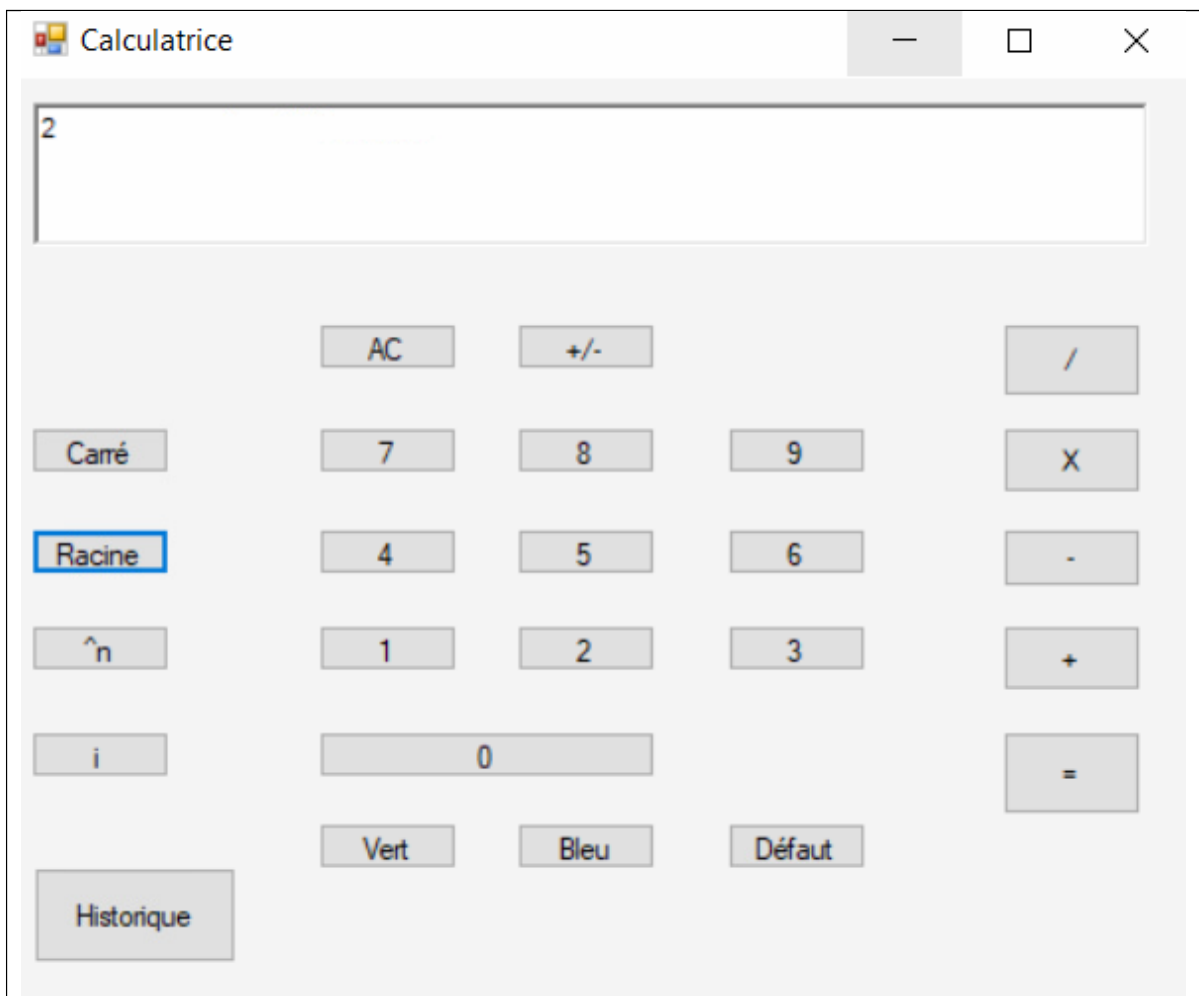 Calculatrice
2
AC +/- /
Carré 7 8 9 X
Racine 4 5 6 -
^n 1 2 3 +
i 0 =
Vert Bleu Défaut
Historique